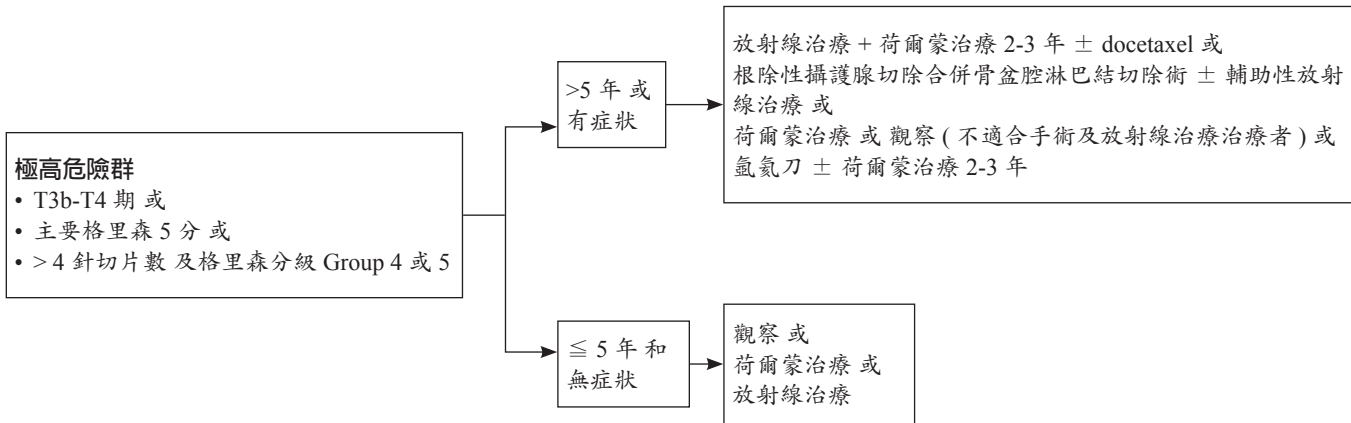 極高危險群
• T3b-T4 期 或
• 主要格里森 5 分 或
• > 4 針切片數 及格里森分級 Group 4 或 5
>5 年 或
有症狀
放射線治療 + 荷爾蒙治療 2-3 年 ± docetaxel 或
根除性攝護腺切除合併骨盆腔淋巴結切除術 ± 輔助性放射
線治療 或
荷爾蒙治療 或 觀察 ( 不適合手術及放射線治療治療者 ) 或
氬氦刀 ± 荷爾蒙治療 2-3 年
≦ 5 年 和
無症狀
觀察 或
荷爾蒙治療 或
放射線治療